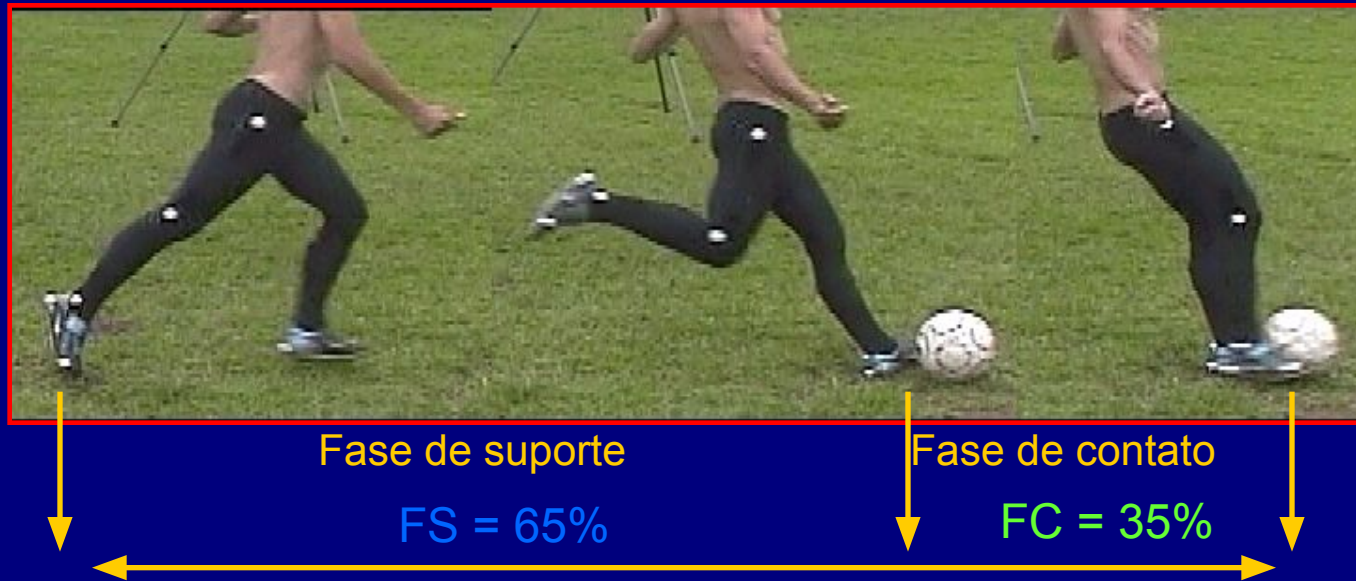 Fase de suporte
Fase de contato
FS = 65%
FC = 35%